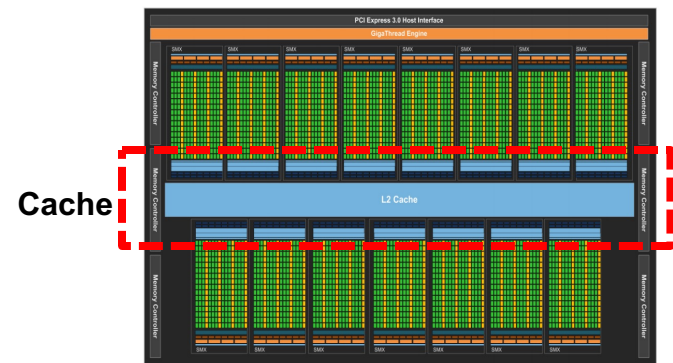 PCI Express 3.0 Host Interface
GigaThread Engine
SMX SMX SMX SMX SMX SMX SMX SMX
Memory Controller
Memory Controller
Cache
Memory Controller
L2 Cache
Memory Controller
Memory Controller
Memory Controller
SMX SMX SMX SMX SMX SMX SMX